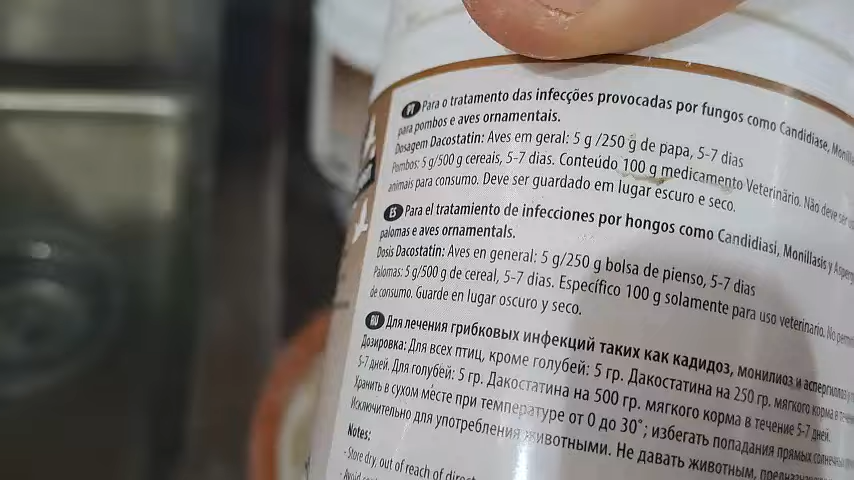 PT Para o tratamento das infecções provocadas por fungos como Candidiase,
para pombos e aves ornamentais.
Dosagem Dacostatin: Aves em geral: 5 g /250 g de papa, 5-7 dias
Pombos: 5 g/500 g cereais, 5-7 dias. Conteúdo 100 g medicamento Veterinário. Não deve ser
animais para consumo. Deve ser guardado em lugar escuro e seco.
ES Para el tratamiento de infecciones por hongos como Candidiasi, Monillasis y
palomas e aves ornamentals.
Dosis Dacostatin: Aves en general: 5 g/250 g bolsa de pienso, 5-7 dias
Palomas: 5 g/500 g de cereal, 5-7 dias. Específico 100 g solamente para uso veterinario. No
de consumo. Guarde en lugar oscuro y seco.
RU Для лечения грибковых инфекций таких как кадидоз, монилиоз и
Дозировка: Для всех птиц, кроме голубей: 5 гр. Дакостатина на 250 гр. мягкого корма в
5-7 дней. Для голубей: 5 гр. Дакостатина на 500 гр. мягкого корма в течение 5-7 дней.
Хранить в сухом месте при температуре от 0 до 30°; избегать попадания прямых
Исключительно для употребления животными. Не давать животным,
Notes:
- Store dry, out of reach of direct
- Avoid